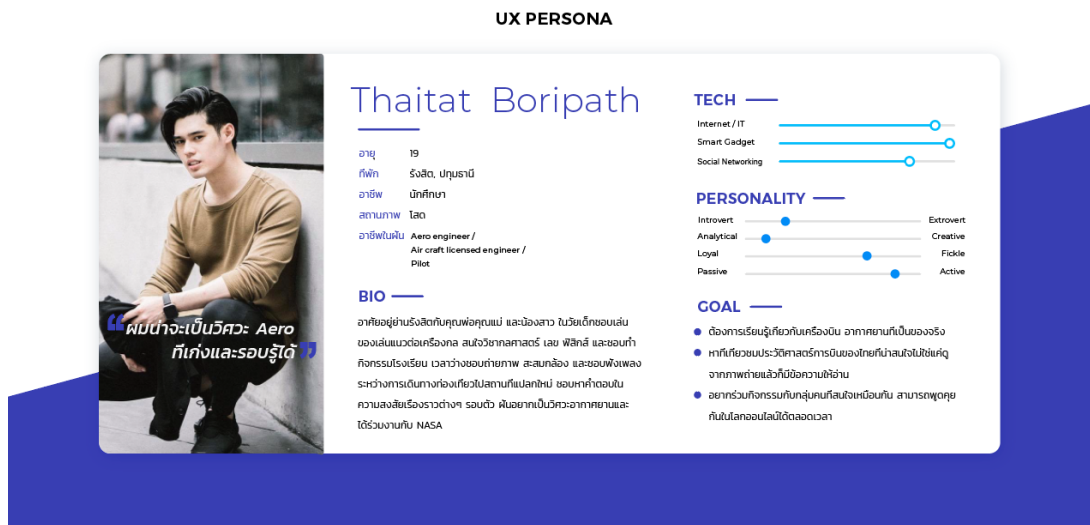 UX PERSONA
“ผมน่าจะเป็นวิศวะ Aero
ที่เก่งและรอบรู้ได้”
Thaitat Boripath
อายุ 19
ที่พัก รังสิต, ปทุมธานี
อาชีพ นักศึกษา
สถานภาพ โสด
อาชีพในฝัน Aero engineer /
Air craft licensed engineer /
Pilot
BIO
อาศัยอยู่ย่านรังสิตกับคุณพ่อคุณแม่ และน้องสาว ในวัยเด็กชอบเล่น
ของเล่นแนวต่อเครื่องกล สนใจวิชากลศาสตร์ เลข ฟิสิกส์ และชอบทำ
กิจกรรมโรงเรียน เวลาว่างชอบถ่ายภาพ สะสมกล้อง และชอบฟังเพลง
ระหว่างการเดินทางท่องเที่ยวไปสถานที่แปลกใหม่ ชอบหาคำตอบใน
ความสงสัยเรื่องราวต่างๆ รอบตัว ฝันอยากเป็นวิศวะอากาศยานและ
ได้ร่วมงานกับ NASA
TECH
Internet / IT
Smart Gadget
Social Networking
PERSONALITY
Introvert Extrovert
Analytical Creative
Loyal Fickle
Passive Active
GOAL
ต้องการเรียนรู้เกี่ยวกับเครื่องบิน อากาศยานที่เป็นของจริง
หาที่เที่ยวชมประวัติศาสตร์การบินของไทยที่น่าสนใจไม่ใช่แค่ดู
จากภาพถ่ายแล้วก็มีข้อความให้อ่าน
อยากร่วมกิจกรรมกับกลุ่มคนที่สนใจเหมือนกัน สามารถพูดคุย
กันในโลกออนไลน์ได้ตลอดเวลา